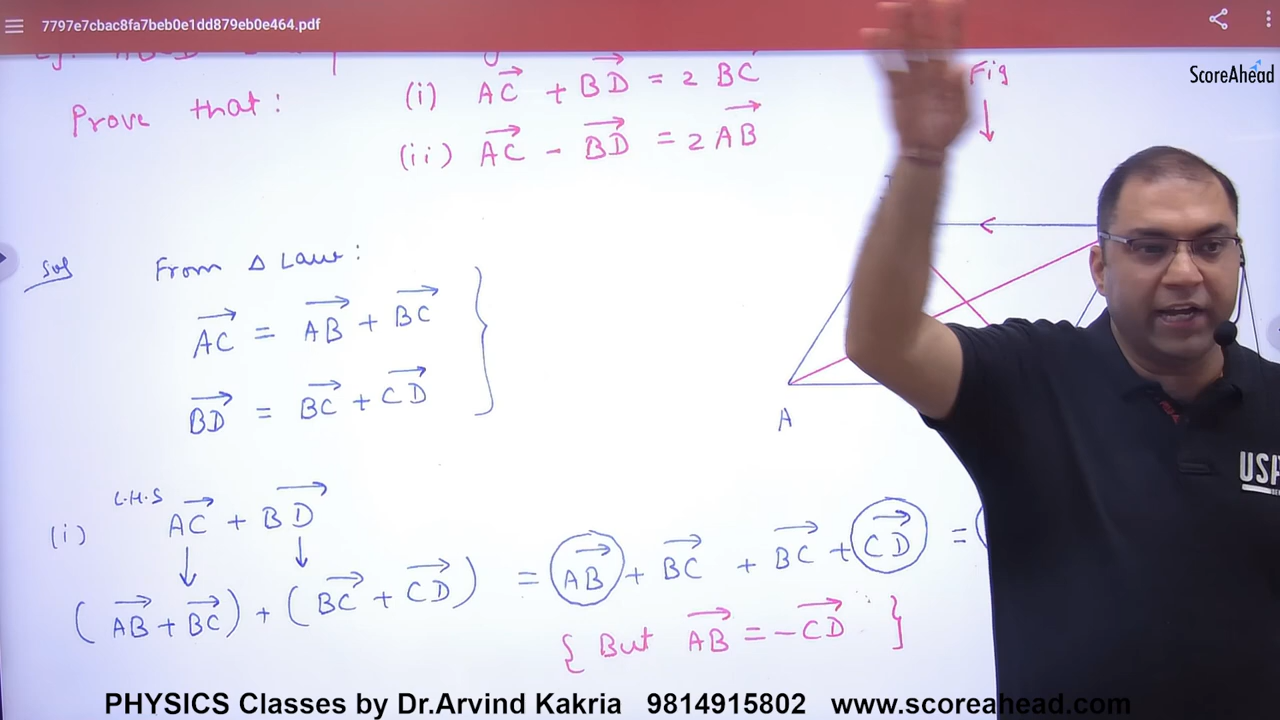 7797e7cbac8fa7beb0e1dd879eb0e464.pdf
ScoreAhead
Fig
Prove that :
(i) AC⃗ + BD⃗ = 2 BC
(ii) AC⃗ - BD⃗ = 2 AB⃗
Sol
From Δ Law :
AC⃗ = AB⃗ + BC⃗
BD⃗ = BC⃗ + CD⃗
A
L.H.S
(i) AC⃗ + BD⃗
(AB⃗ + BC⃗) + (BC⃗ + CD⃗) = AB⃗ + BC⃗ + BC⃗ + CD⃗ =
{ But AB⃗ = -CD⃗ }
PHYSICS Classes by Dr.Arvind Kakria 9814915802 www.scoreahead.com